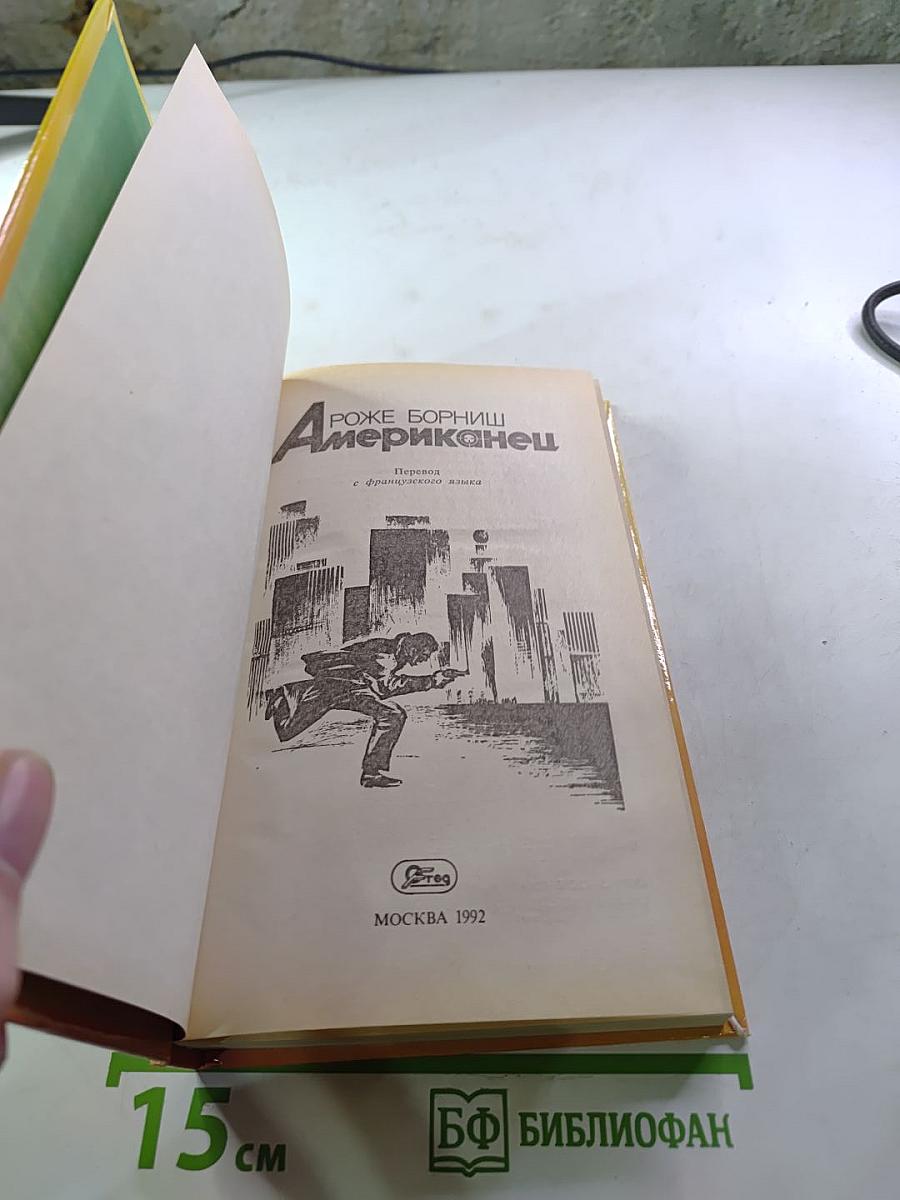 РОЖЕ БОРНИШ
Американец
Перевод
с французского языка
МОСКВА 1992
15 см
БФ БИБЛИОФАН